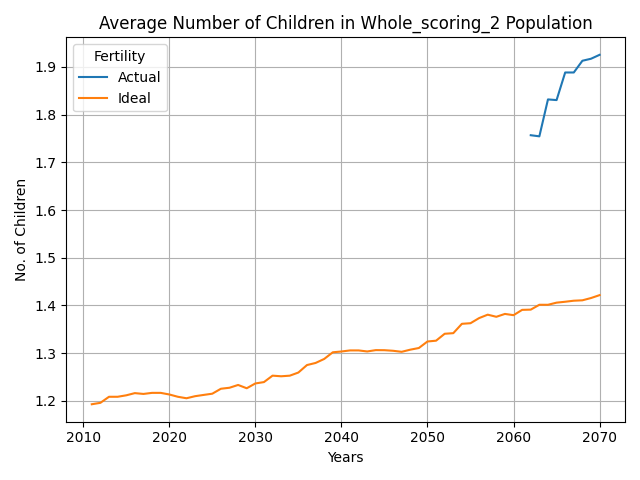 Average Number of Children in Whole_scoring_2 Population
Fertility
Actual
Ideal
No. of Children
1.9
1.8
1.7
1.6
1.5
1.4
1.3
1.2
2010 2020 2030 2040 2050 2060 2070
Years